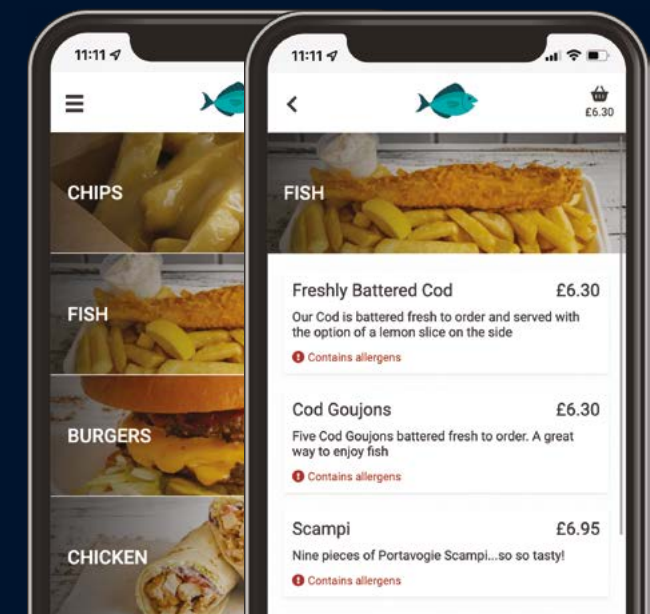 11:11
CHIPS
FISH
BURGERS
CHICKEN
11:11
£6.30
FISH
Freshly Battered Cod £6.30
Our Cod is battered fresh to order and served with
the option of a lemon slice on the side
Contains allergens
Cod Goujons £6.30
Five Cod Goujons battered fresh to order. A great
way to enjoy fish
Contains allergens
Scampi £6.95
Nine pieces of Portavogie Scampi...so so tasty!
Contains allergens